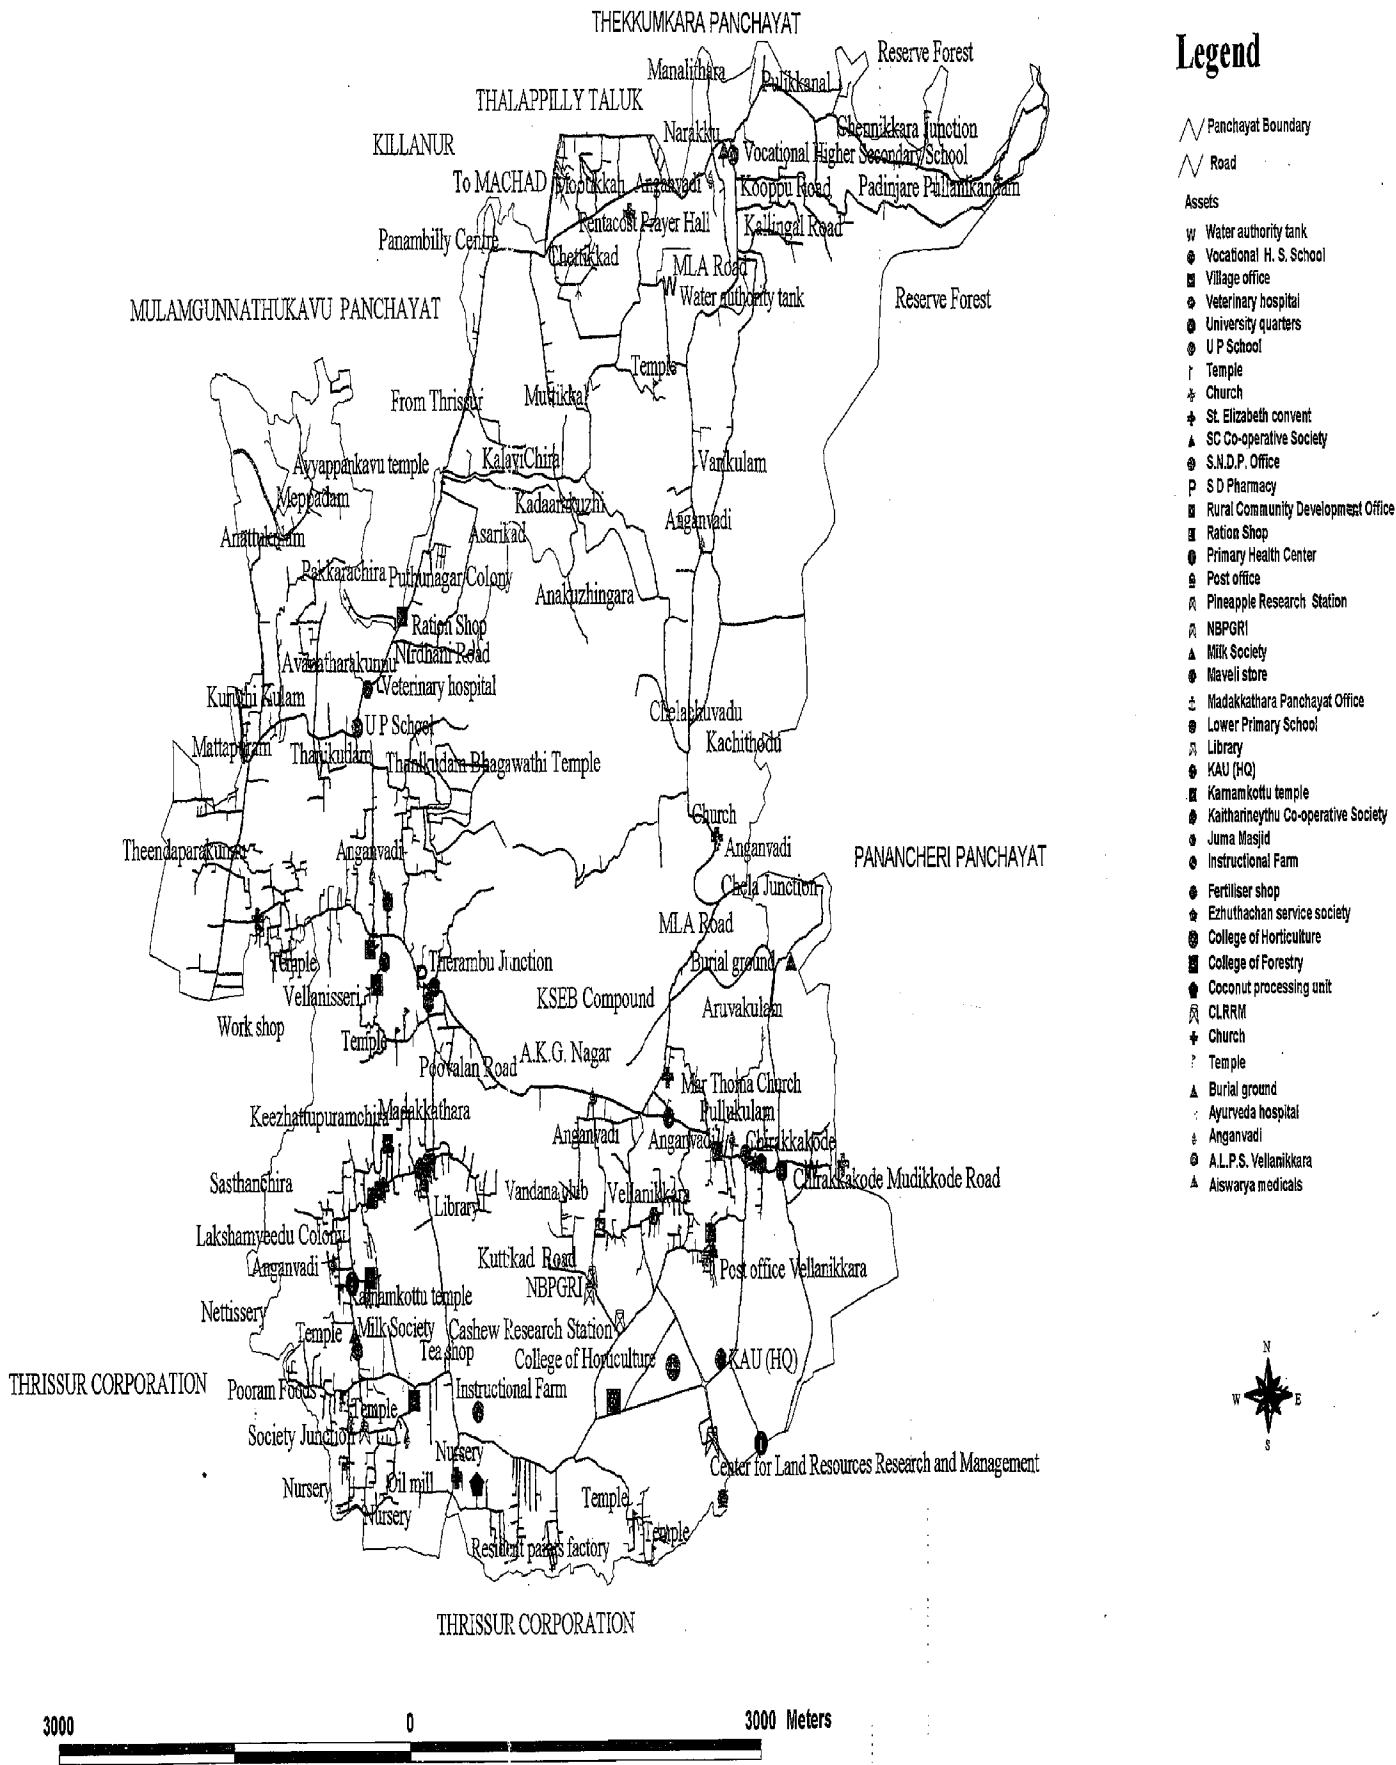 THEKKUMKARA PANCHAYAT
Reserve Forest
Manalithara
Pulikkanal
THALAPPILLY TALUK
Narakku
Chennikkara Junction
KILLANUR
Vocational Higher Secondary School
To MACHAD
Anganvadi
Kooppu Road
Padinjare Pullanikandam
Pentacost Prayer Hall
Kallingal Road
Panambilly Centre
Chettikkad
MLA Road
Water authority tank
Reserve Forest
MULAMGUNNATHUKAVU PANCHAYAT
Temple
From Thrissur
Muttikkal
Ayyappankavu temple
Kalayi Chira
Vankulam
Meppadam
Kadaangkuzhi
Anattukulam
Asarikad
Anganvadi
Pakkarachira
Puthunagar Colony
Anakuzhingara
Ration Shop
Nirdhani Road
Avanatharakunnu
Veterinary hospital
Kuruthi Kulam
Chelachuvadu
U P School
Kachithodu
Mattapuram
Thanikudam
Thanikudam Bhagawathi Temple
Church
Theendaparakunnu
Anganvadi
Anganvadi
PANANCHERI PANCHAYAT
Chela Junction
MLA Road
Temple
Therambu Junction
Burial ground
Vellanisseri
KSEB Compound
Aruvakulam
Work shop
Temple
A.K.G. Nagar
Poovalan Road
Mar Thoma Church
Keezhattupuramchira
Madakkathara
Pullukulam
Anganvadi
Anganvadi
Chirakkakode
Chirakkakode Mudikkode Road
Sasthanchira
Library
Vandana club
Vellanikkara
Lakshamveedu Colony
Anganvadi
Kuttikad Road
Post office Vellanikkara
NBPGRI
Karnamkottu temple
Nettissery
Temple
Milk Society
Cashew Research Station
Tea shop
College of Horticulture
KAU (HQ)
THRISSUR CORPORATION
Pooram Foods
Instructional Farm
Temple
Society Junction
Nursery
Center for Land Resources Research and Management
Nursery
Oil mill
Temple
Nursery
Temple
Resident paints factory
THRISSUR CORPORATION
3000
0
3000 Meters
Legend
Panchayat Boundary
Road
Assets
W Water authority tank
Vocational H. S. School
Village office
Veterinary hospital
University quarters
U P School
Temple
Church
St. Elizabeth convent
SC Co-operative Society
S.N.D.P. Office
P S D Pharmacy
Rural Community Development Office
Ration Shop
Primary Health Center
Post office
Pineapple Research Station
NBPGRI
Milk Society
Maveli store
Madakkathara Panchayat Office
Lower Primary School
Library
KAU (HQ)
Karnamkottu temple
Kaitharineythu Co-operative Society
Juma Masjid
Instructional Farm
Fertiliser shop
Ezhuthachan service society
College of Horticulture
College of Forestry
Coconut processing unit
CLRRM
Church
Temple
Burial ground
Ayurveda hospital
Anganvadi
A.L.P.S. Vellanikkara
Aiswarya medicals
N
W E
S